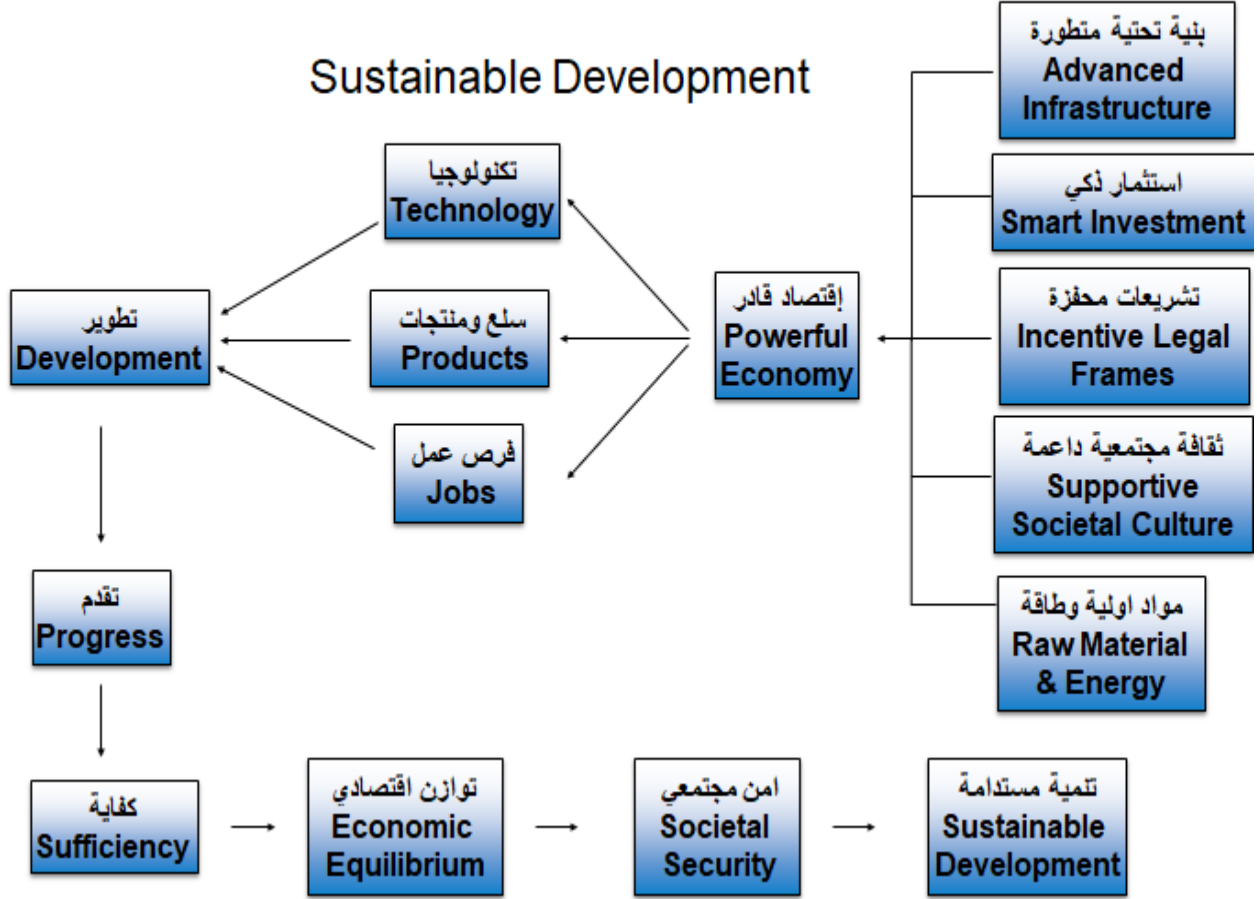 Sustainable Development
بنية تحتية متطورة
Advanced
Infrastructure
استثمار ذكي
Smart Investment
تشريعات محفزة
Incentive Legal
Frames
ثقافة مجتمعية داعمة
Supportive
Societal Culture
مواد اولية وطاقة
Raw Material
& Energy
إقتصاد قادر
Powerful
Economy
تكنولوجيا
Technology
سلع ومنتجات
Products
فرص عمل
Jobs
تطوير
Development
تقدم
Progress
كفاية
Sufficiency
توازن اقتصادي
Economic
Equilibrium
امن مجتمعي
Societal
Security
تنمية مستدامة
Sustainable
Development